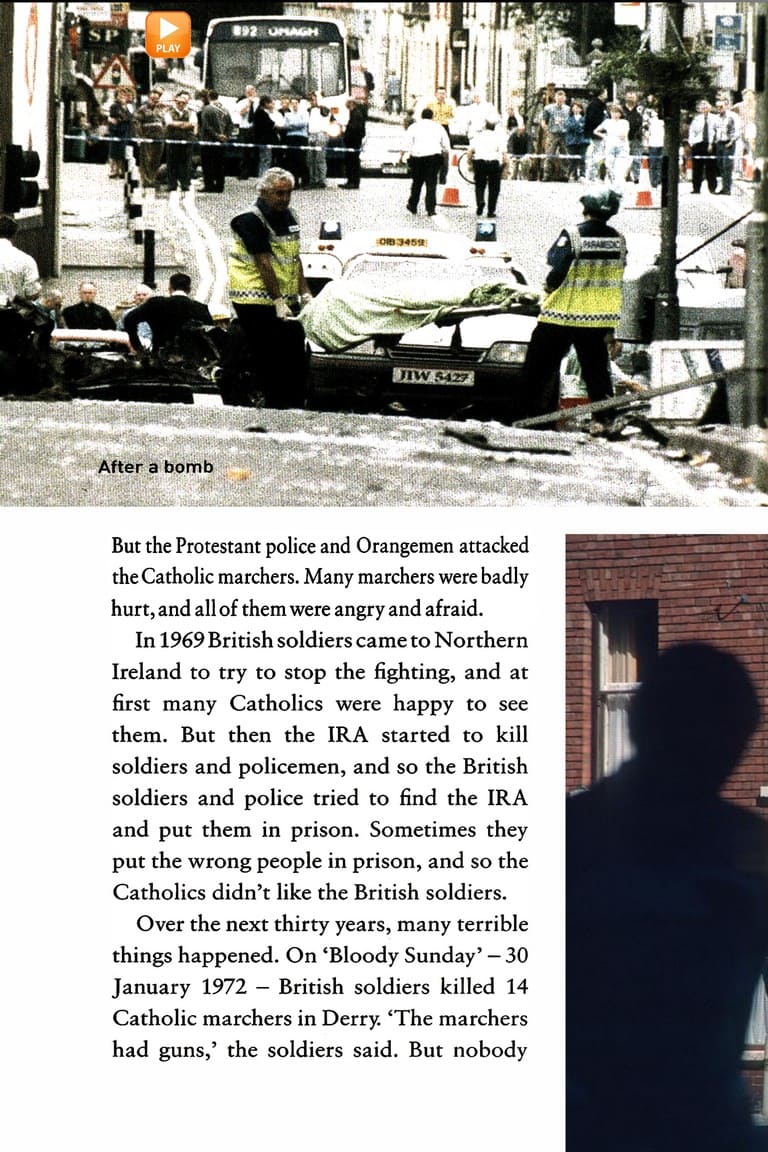 PLAY
SP
B92 OMAGH
OIB 3459
PARAMEDIC
JIW 5427
After a bomb
But the Protestant police and Orangemen attacked
the Catholic marchers. Many marchers were badly
hurt, and all of them were angry and afraid.
In 1969 British soldiers came to Northern
Ireland to try to stop the fighting, and at
first many Catholics were happy to see
them. But then the IRA started to kill
soldiers and policemen, and so the British
soldiers and police tried to find the IRA
and put them in prison. Sometimes they
put the wrong people in prison, and so the
Catholics didn’t like the British soldiers.
Over the next thirty years, many terrible
things happened. On ‘Bloody Sunday’ – 30
January 1972 – British soldiers killed 14
Catholic marchers in Derry. ‘The marchers
had guns,’ the soldiers said. But nobody